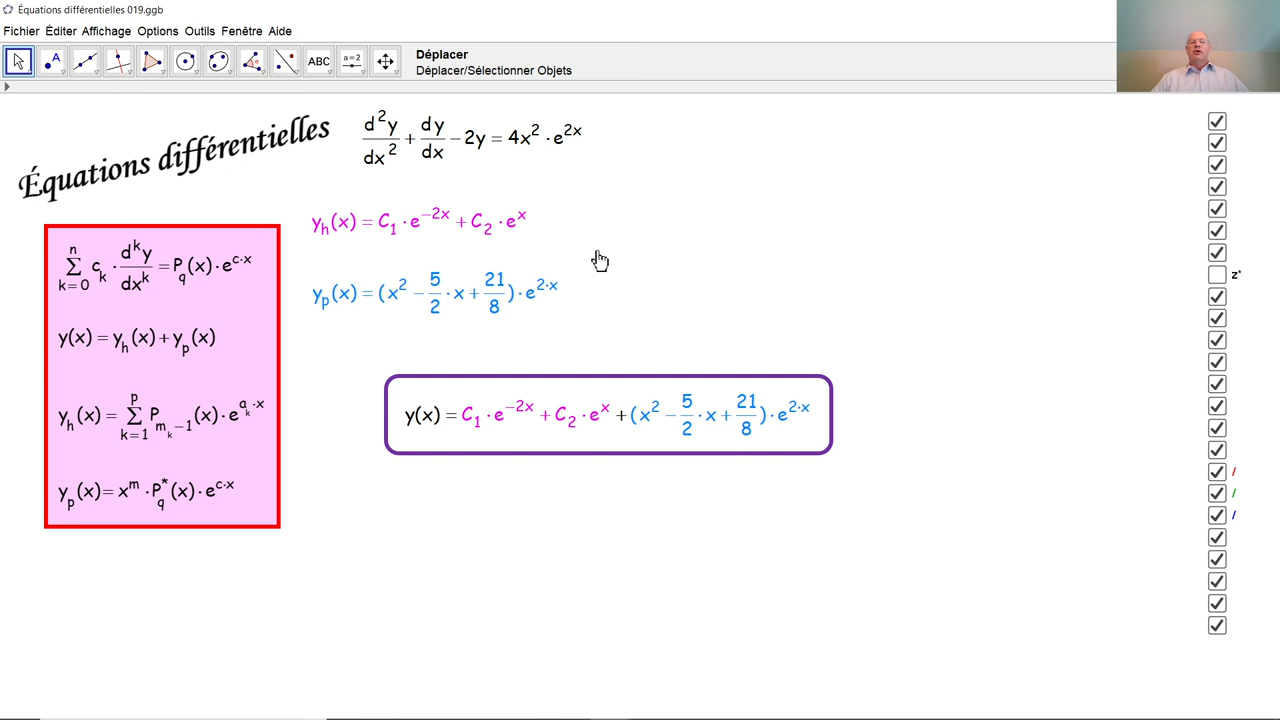 Équations différentielles 019.ggb
Fichier Éditer Affichage Options Outils Fenêtre Aide
A ABC a=2 Déplacer
Déplacer/Sélectionner Objets
Équations différentielles
d²y/dx² + dy/dx − 2y = 4x² · e^(2x)
y_h(x) = C₁ · e^(−2x) + C₂ · e^x
y_p(x) = (x² − 5/2 · x + 21/8) · e^(2·x)
y(x) = C₁ · e^(−2x) + C₂ · e^x + (x² − 5/2 · x + 21/8) · e^(2·x)
∑_(k=0)^n c_k · d^k y/dx^k = P_q(x) · e^(c·x)
y(x) = y_h(x) + y_p(x)
y_h(x) = ∑_(k=1)^p P_(m_k−1)(x) · e^(a_k·x)
y_p(x) = x^m · P*_q(x) · e^(c·x)
z*
/
/
/